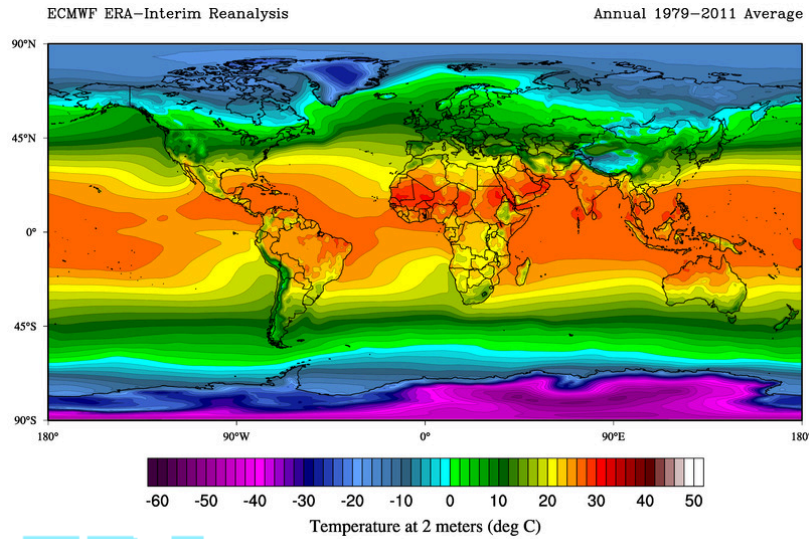 ECMWF ERA-Interim Reanalysis
Annual 1979-2011 Average
90°N
45°N
0°
45°S
90°S
180° 90°W 0° 90°E 180°
-60 -50 -40 -30 -20 -10 0 10 20 30 40 50
Temperature at 2 meters (deg C)